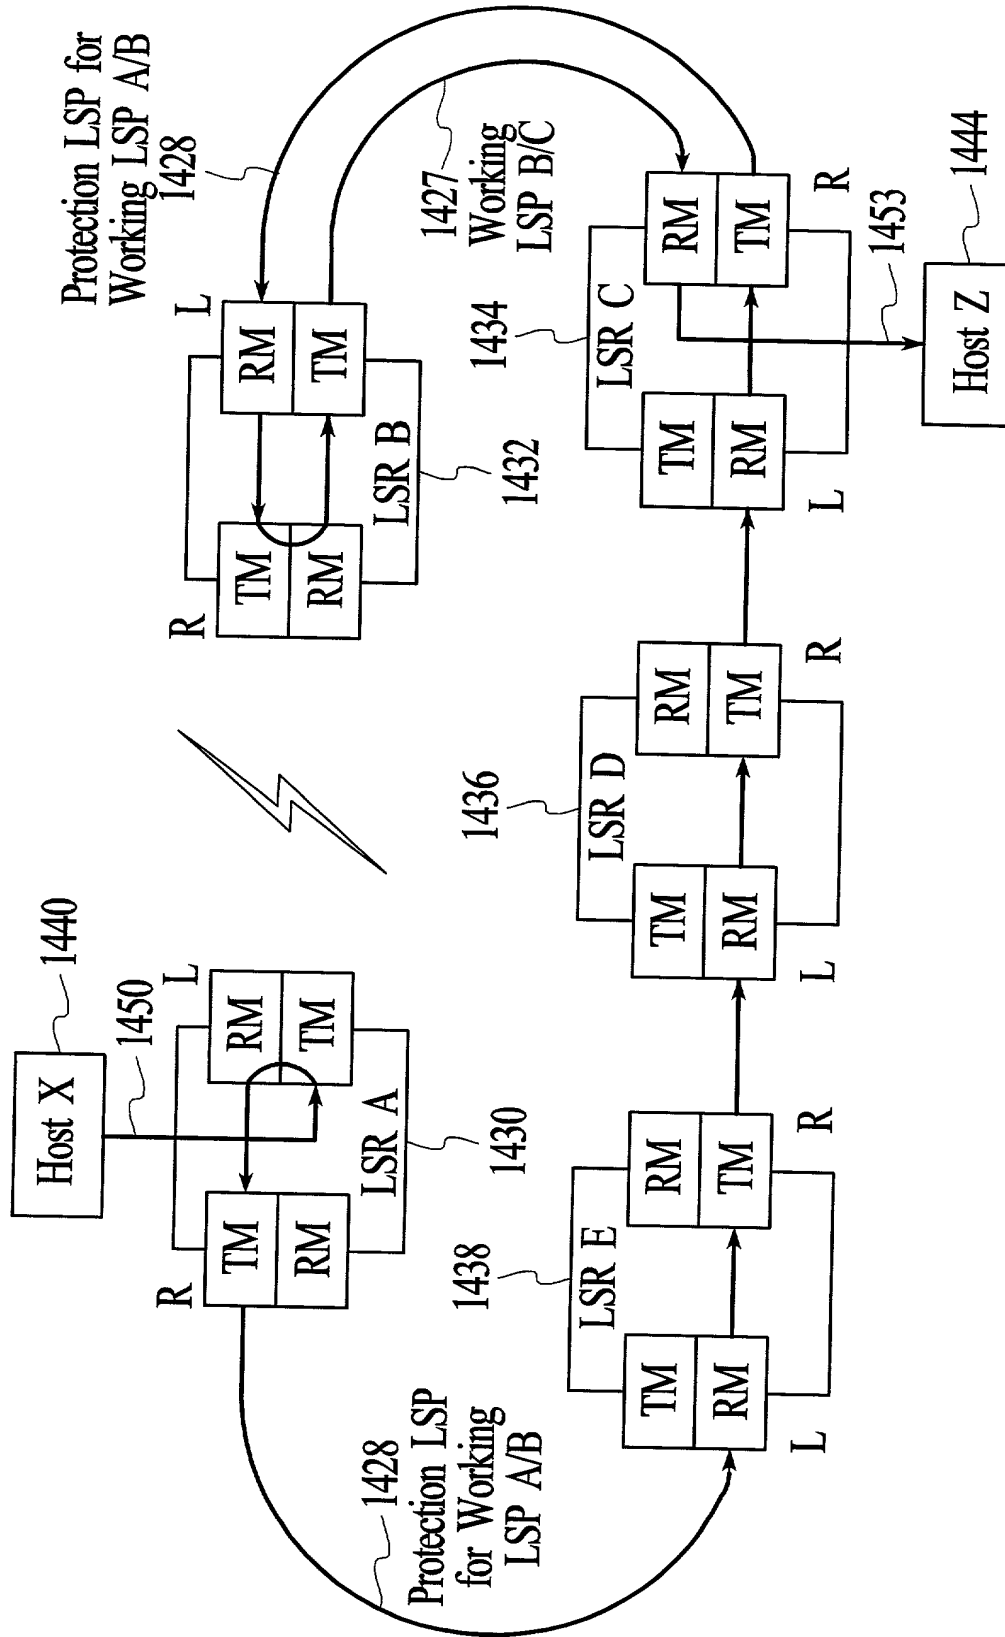 Host X
1440
1450
R
L
TM
RM
RM
TM
LSR A
1430
R
L
TM
RM
RM
TM
LSR B
1432
Protection LSP for
Working LSP A/B
1428
1427
Working
LSP B/C
1428
Protection LSP
for Working
LSP A/B
1438
LSR E
TM
RM
RM
TM
L
R
1436
LSR D
TM
RM
RM
TM
L
R
1434
LSR C
TM
RM
RM
TM
L
R
1453
1444
Host Z